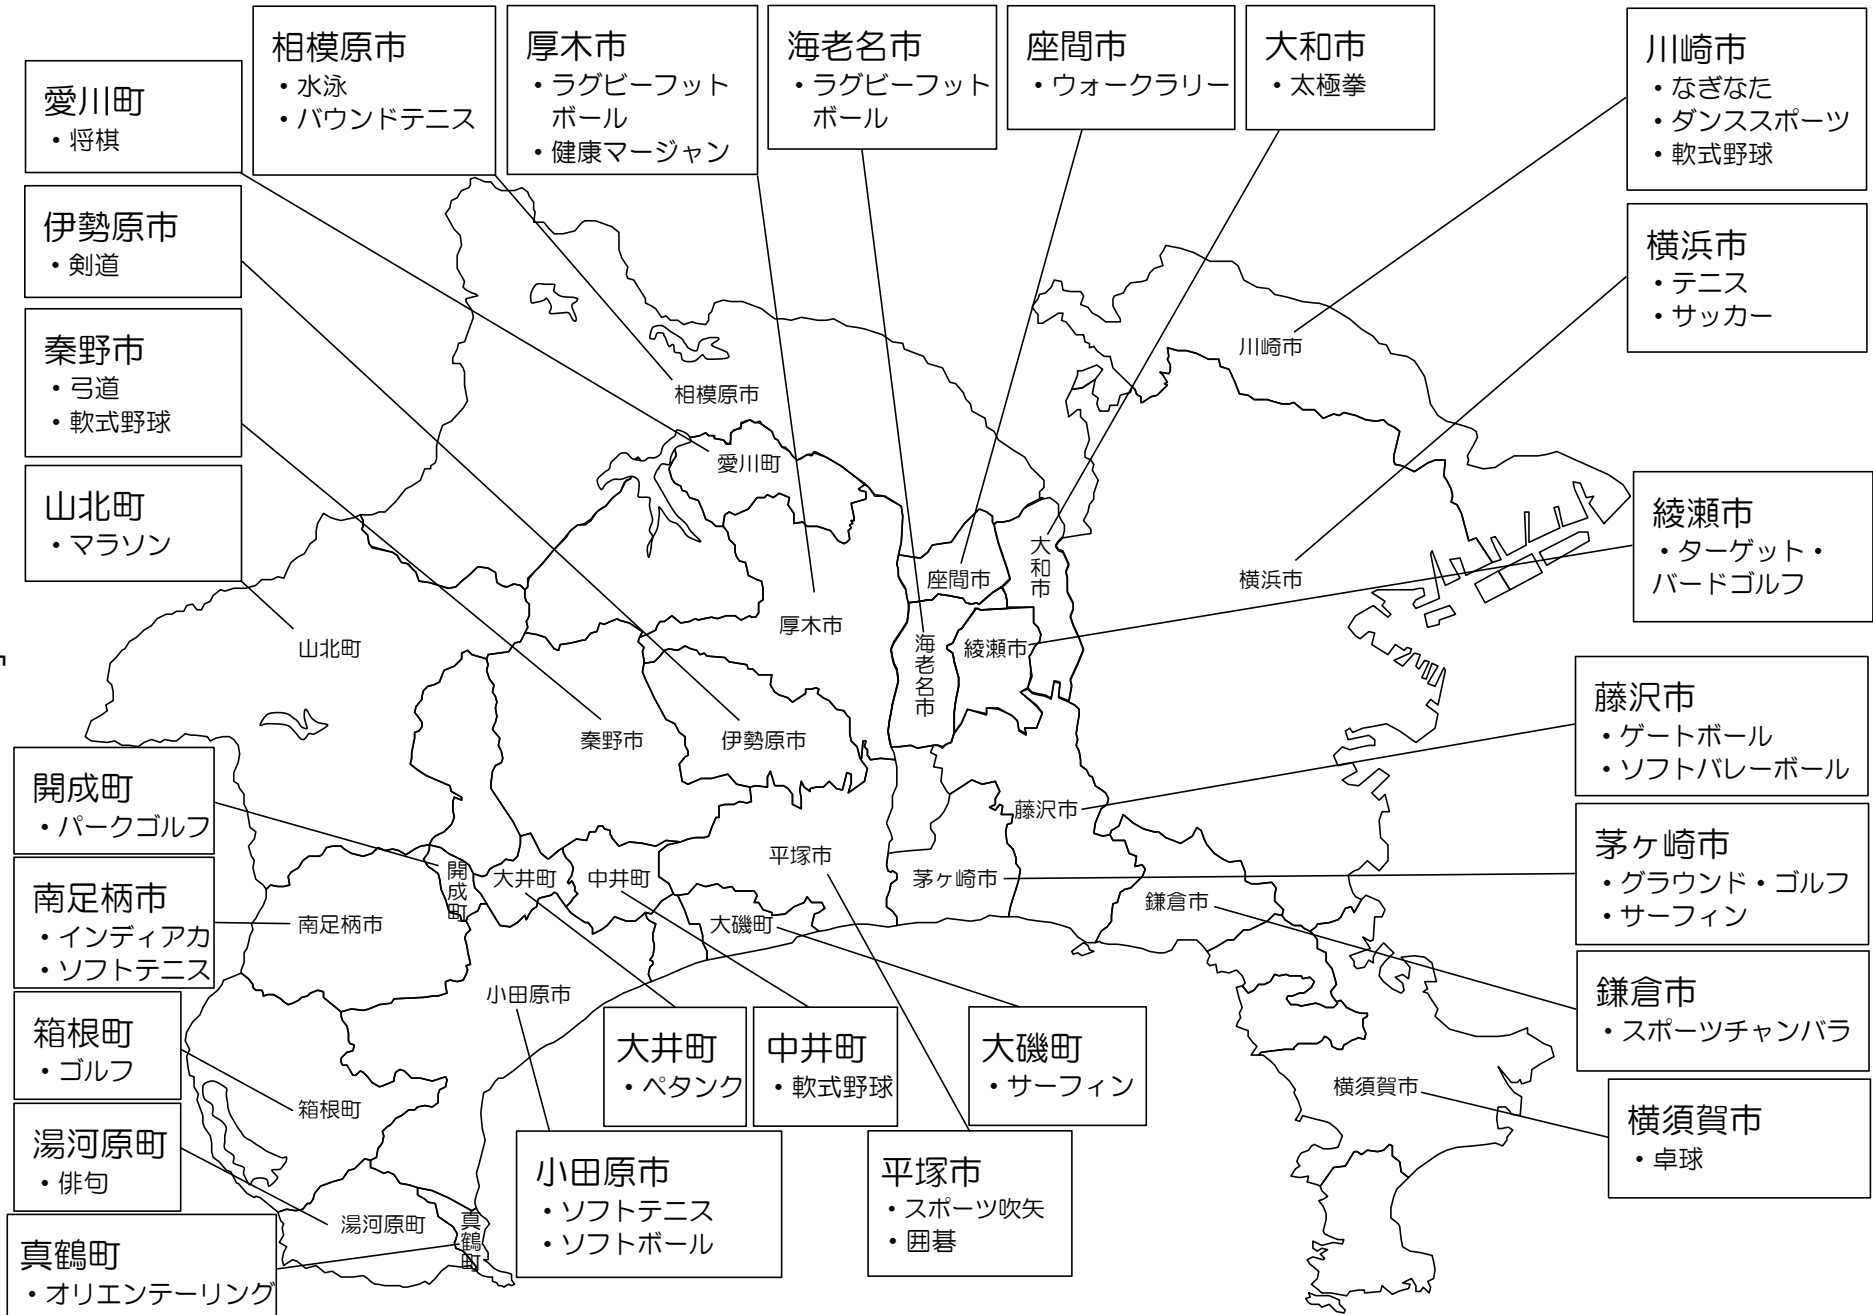 相模原市
・水泳
・バウンドテニス
厚木市
・ラグビーフット
ボール
・健康マージャン
海老名市
・ラグビーフット
ボール
座間市
・ウォークラリー
大和市
・太極拳
川崎市
・なぎなた
・ダンススポーツ
・軟式野球
愛川町
・将棋
伊勢原市
・剣道
横浜市
・テニス
・サッカー
秦野市
・弓道
・軟式野球
山北町
・マラソン
綾瀬市
・ターゲット・
バードゴルフ
藤沢市
・ゲートボール
・ソフトバレーボール
開成町
・パークゴルフ
茅ヶ崎市
・グラウンド・ゴルフ
・サーフィン
南足柄市
・インディアカ
・ソフトテニス
鎌倉市
・スポーツチャンバラ
箱根町
・ゴルフ
大井町
・ペタンク
中井町
・軟式野球
大磯町
・サーフィン
横須賀市
・卓球
湯河原町
・俳句
小田原市
・ソフトテニス
・ソフトボール
平塚市
・スポーツ吹矢
・囲碁
真鶴町
・オリエンテーリング
川崎市
相模原市
愛川町
座間市
大和市
横浜市
厚木市
海老名市
綾瀬市
山北町
秦野市
伊勢原市
藤沢市
平塚市
開成町
大井町
中井町
茅ヶ崎市
鎌倉市
南足柄市
大磯町
小田原市
横須賀市
箱根町
湯河原町
真鶴町